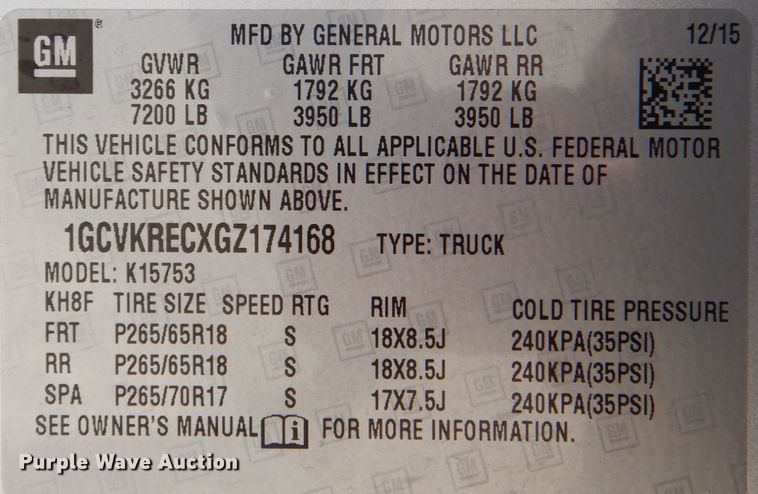 GM ® MFD BY GENERAL MOTORS LLC 12/15
GVWR GAWR FRT GAWR RR
3266 KG 1792 KG 1792 KG
7200 LB 3950 LB 3950 LB
THIS VEHICLE CONFORMS TO ALL APPLICABLE U.S. FEDERAL MOTOR
VEHICLE SAFETY STANDARDS IN EFFECT ON THE DATE OF
MANUFACTURE SHOWN ABOVE.
1GCVKRECXGZ174168 TYPE: TRUCK
MODEL: K15753
KH8F TIRE SIZE SPEED RTG RIM COLD TIRE PRESSURE
FRT P265/65R18 S 18X8.5J 240KPA(35PSI)
RR P265/65R18 S 18X8.5J 240KPA(35PSI)
SPA P265/70R17 S 17X7.5J 240KPA(35PSI)
SEE OWNER'S MANUAL i FOR MORE INFORMATION.
Purple Wave Auction